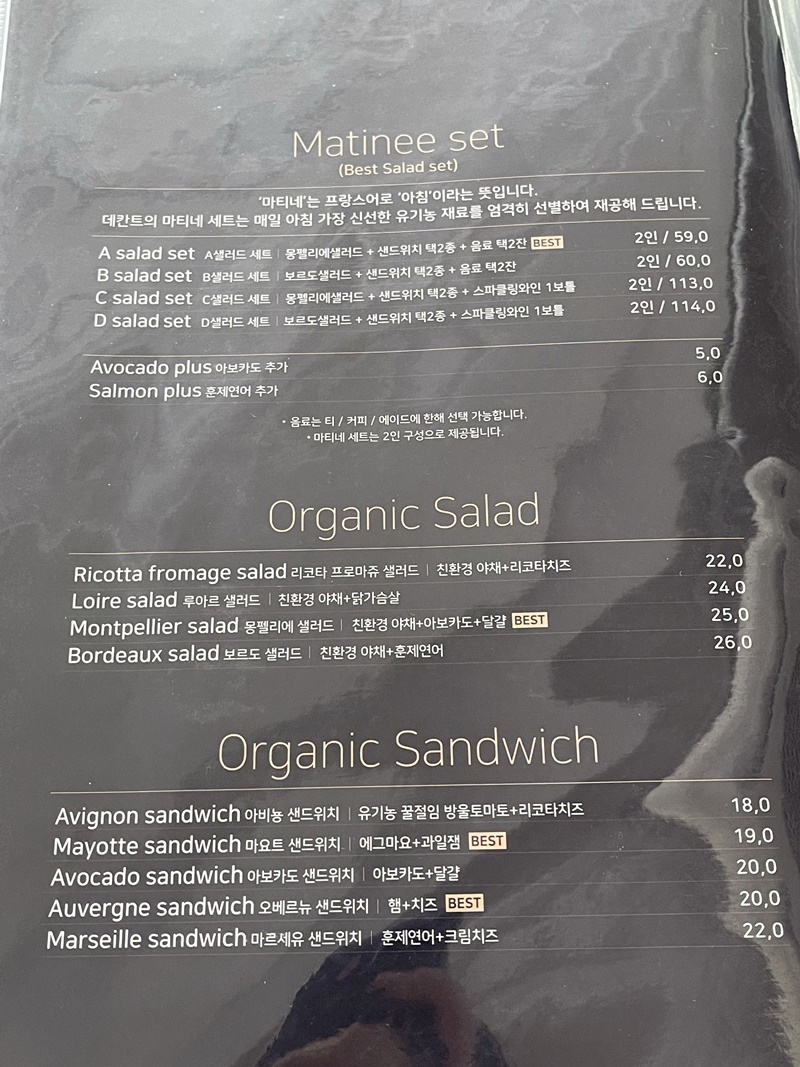 Matinee set
(Best Salad set)
'마티네'는 프랑스어로 '아침'이라는 뜻입니다.
데칸트의 마티네 세트는 매일 아침 가장 신선한 유기농 재료를 엄격히 선별하여 재공해 드립니다.
A salad set A샐러드 세트 | 몽펠리에샐러드 + 샌드위치 택2종 + 음료 택2잔 BEST 2인 / 59,0
B salad set B샐러드 세트 | 보르도샐러드 + 샌드위치 택2종 + 음료 택2잔 2인 / 60,0
C salad set C샐러드 세트 | 몽펠리에샐러드 + 샌드위치 택2종 + 스파클링와인 1보틀 2인 / 113,0
D salad set D샐러드 세트 | 보르도샐러드 + 샌드위치 택2종 + 스파클링와인 1보틀 2인 / 114,0
Avocado plus 아보카도 추가 5,0
Salmon plus 훈제연어 추가 6,0
• 음료는 티 / 커피 / 에이드에 한해 선택 가능합니다.
• 마티네 세트는 2인 구성으로 제공됩니다.
Organic Salad
Ricotta fromage salad 리코타 프로마쥬 샐러드 | 친환경 야채+리코타치즈 22,0
Loire salad 루아르 샐러드 | 친환경 야채+닭가슴살 24,0
Montpellier salad 몽펠리에 샐러드 | 친환경 야채+아보카도+달걀 BEST 25,0
Bordeaux salad 보르도 샐러드 | 친환경 야채+훈제연어 26,0
Organic Sandwich
Avignon sandwich 아비뇽 샌드위치 | 유기농 꿀절임 방울토마토+리코타치즈 18,0
Mayotte sandwich 마요트 샌드위치 | 에그마요+과일잼 BEST 19,0
Avocado sandwich 아보카도 샌드위치 | 아보카도+달걀 20,0
Auvergne sandwich 오베르뉴 샌드위치 | 햄+치즈 BEST 20,0
Marseille sandwich 마르세유 샌드위치 | 훈제연어+크림치즈 22,0